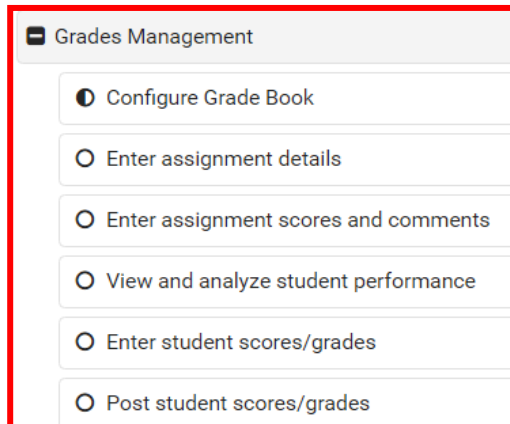 Grades Management
Configure Grade Book
Enter assignment details
Enter assignment scores and comments
View and analyze student performance
Enter student scores/grades
Post student scores/grades